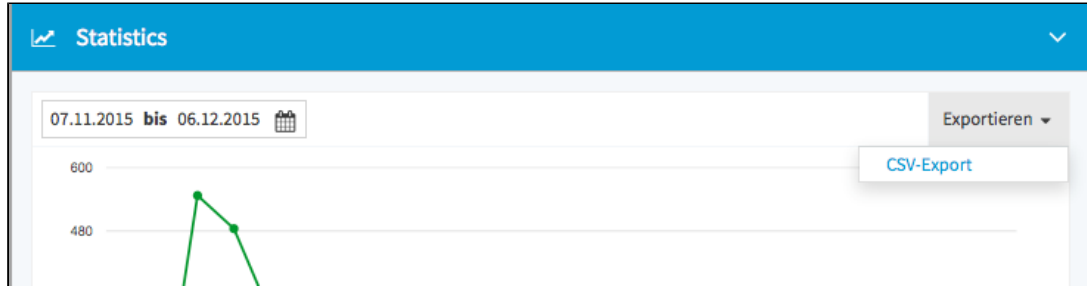 Statistics
07.11.2015 bis 06.12.2015
Exportieren
CSV-Export
600
480